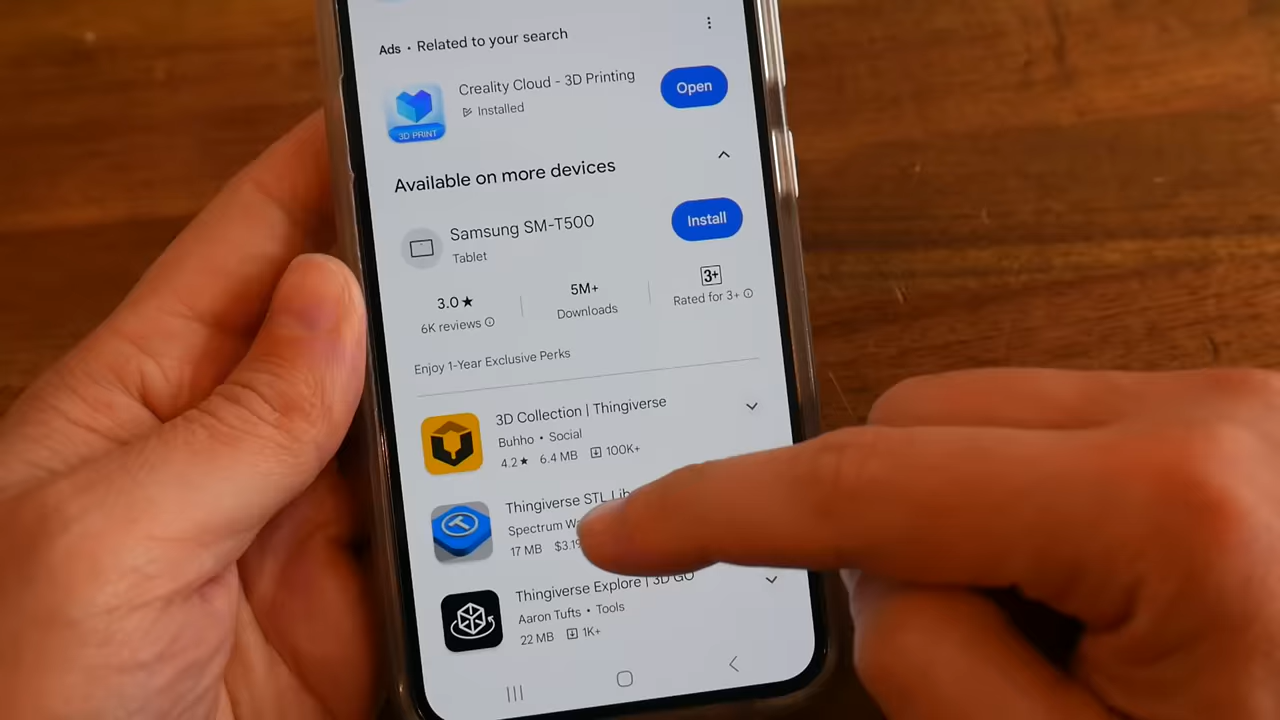 Ads • Related to your search
Creality Cloud - 3D Printing
Installed
Open
3D PRINT
Available on more devices
Samsung SM-T500
Tablet
Install
3.0★
6K reviews
5M+
Downloads
3+
Rated for 3+
Enjoy 1-Year Exclusive Perks
3D Collection | Thingiverse
Buhho • Social
4.2★ 6.4 MB 100K+
Thingiverse STL
Spectrum
17 MB
Thingiverse Explore | 3D GO
Aaron Tufts • Tools
22 MB 1K+